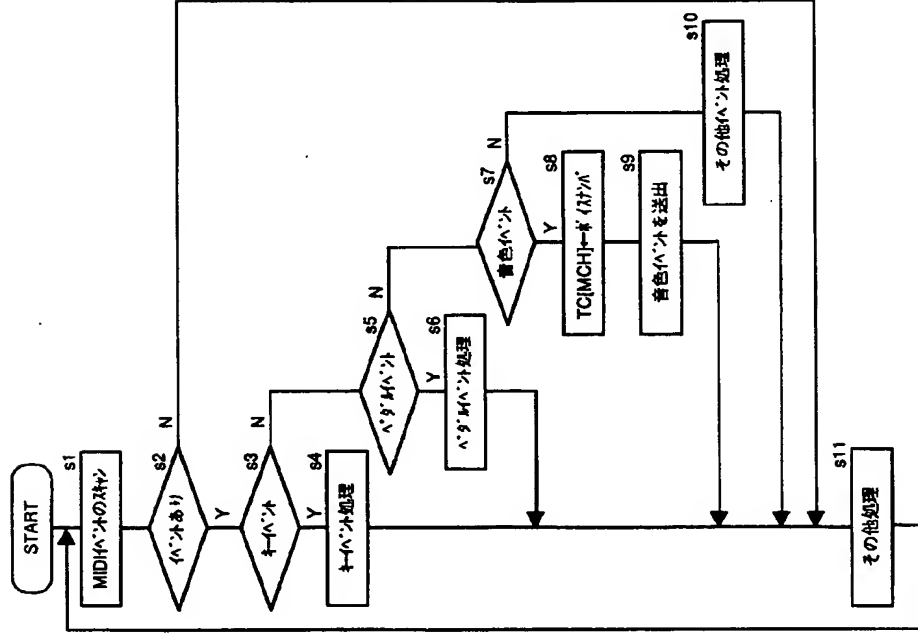 START
s1
MIDIイベントのスキャン
s2
イベントあり
N
Y
s3
キーイベント
N
Y
s4
キーイベント処理
s5
ペダルイベント
N
Y
s6
ペダルイベント処理
s7
音色イベント
N
Y
s8
TC[MCH]←ボイスナンバ
s9
音色イベントを送出
s10
その他イベント処理
s11
その他処理